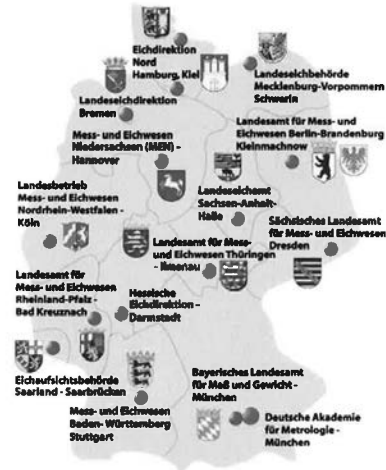 Eichdirektion
Nord
Hamburg, Kiel
Landeseichbehörde
Mecklenburg-Vorpommern
Schwerin
Landeseichdirektion
Bremen
Landesamt für Mess- und
Eichwesen Berlin-Brandenburg
Kleinmachnow
Mess- und Eichwesen
Niedersachsen (MEN) -
Hannover
Landesbetrieb
Mess- und Eichwesen
Nordrhein-Westfalen -
Köln
Landeseichamt
Sachsen-Anhalt-
Halle
Sächsisches Landesamt
für Mess- und Eichwesen
Dresden
Landesamt für Mess-
und Eichwesen Thüringen
- Ilmenau
Landesamt für
Mess- und Eichwesen
Rheinland-Pfalz -
Bad Kreuznach
Hessische
Eichdirektion -
Darmstadt
Eichaufsichtsbehörde
Saarland - Saarbrücken
Bayerisches Landesamt
für Maß und Gewicht -
München
Mess- und Eichwesen
Baden- Württemberg
Stuttgart
Deutsche Akademie
für Metrologie -
München